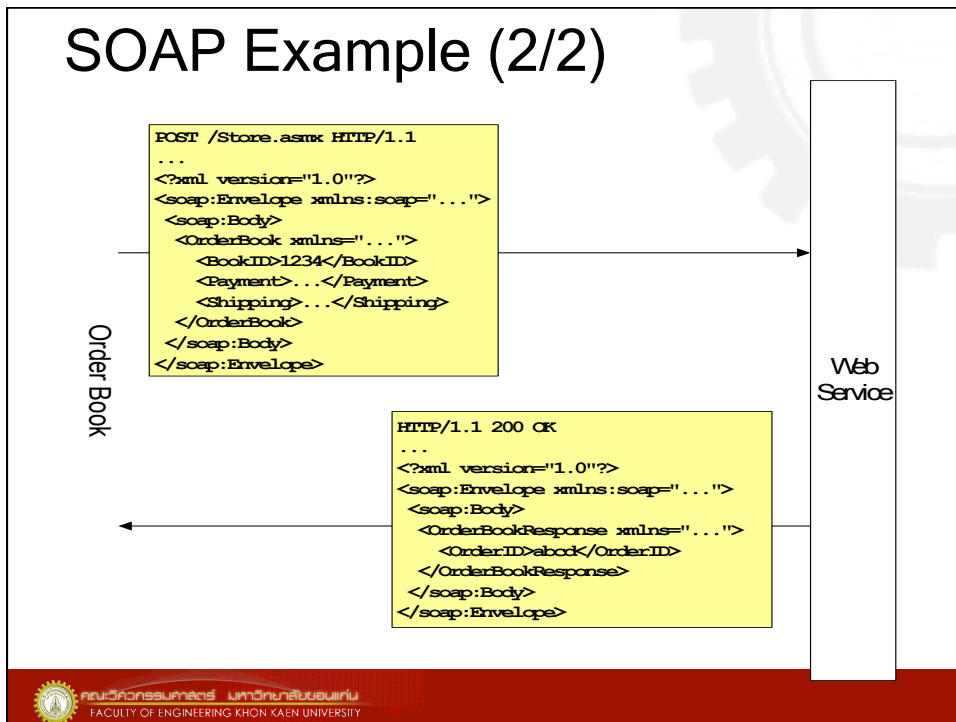 SOAP Example (2/2)
POST /Store.asmx HTTP/1.1
...
<?xml version="1.0"?>
<soap:Envelope xmlns:soap="...">
<soap:Body>
<OrderBook xmlns="...">
<BookID>1234</BookID>
<Payment>...</Payment>
<Shipping>...</Shipping>
</OrderBook>
</soap:Body>
</soap:Envelope>
Order Book
Web
Service
HTTP/1.1 200 OK
...
<?xml version="1.0"?>
<soap:Envelope xmlns:soap="...">
<soap:Body>
<OrderBookResponse xmlns="...">
<OrderID>abcd</OrderID>
</OrderBookResponse>
</soap:Body>
</soap:Envelope>
คณะวิศวกรรมศาสตร์ มหาวิทยาลัยขอนแก่น
FACULTY OF ENGINEERING KHON KAEN UNIVERSITY